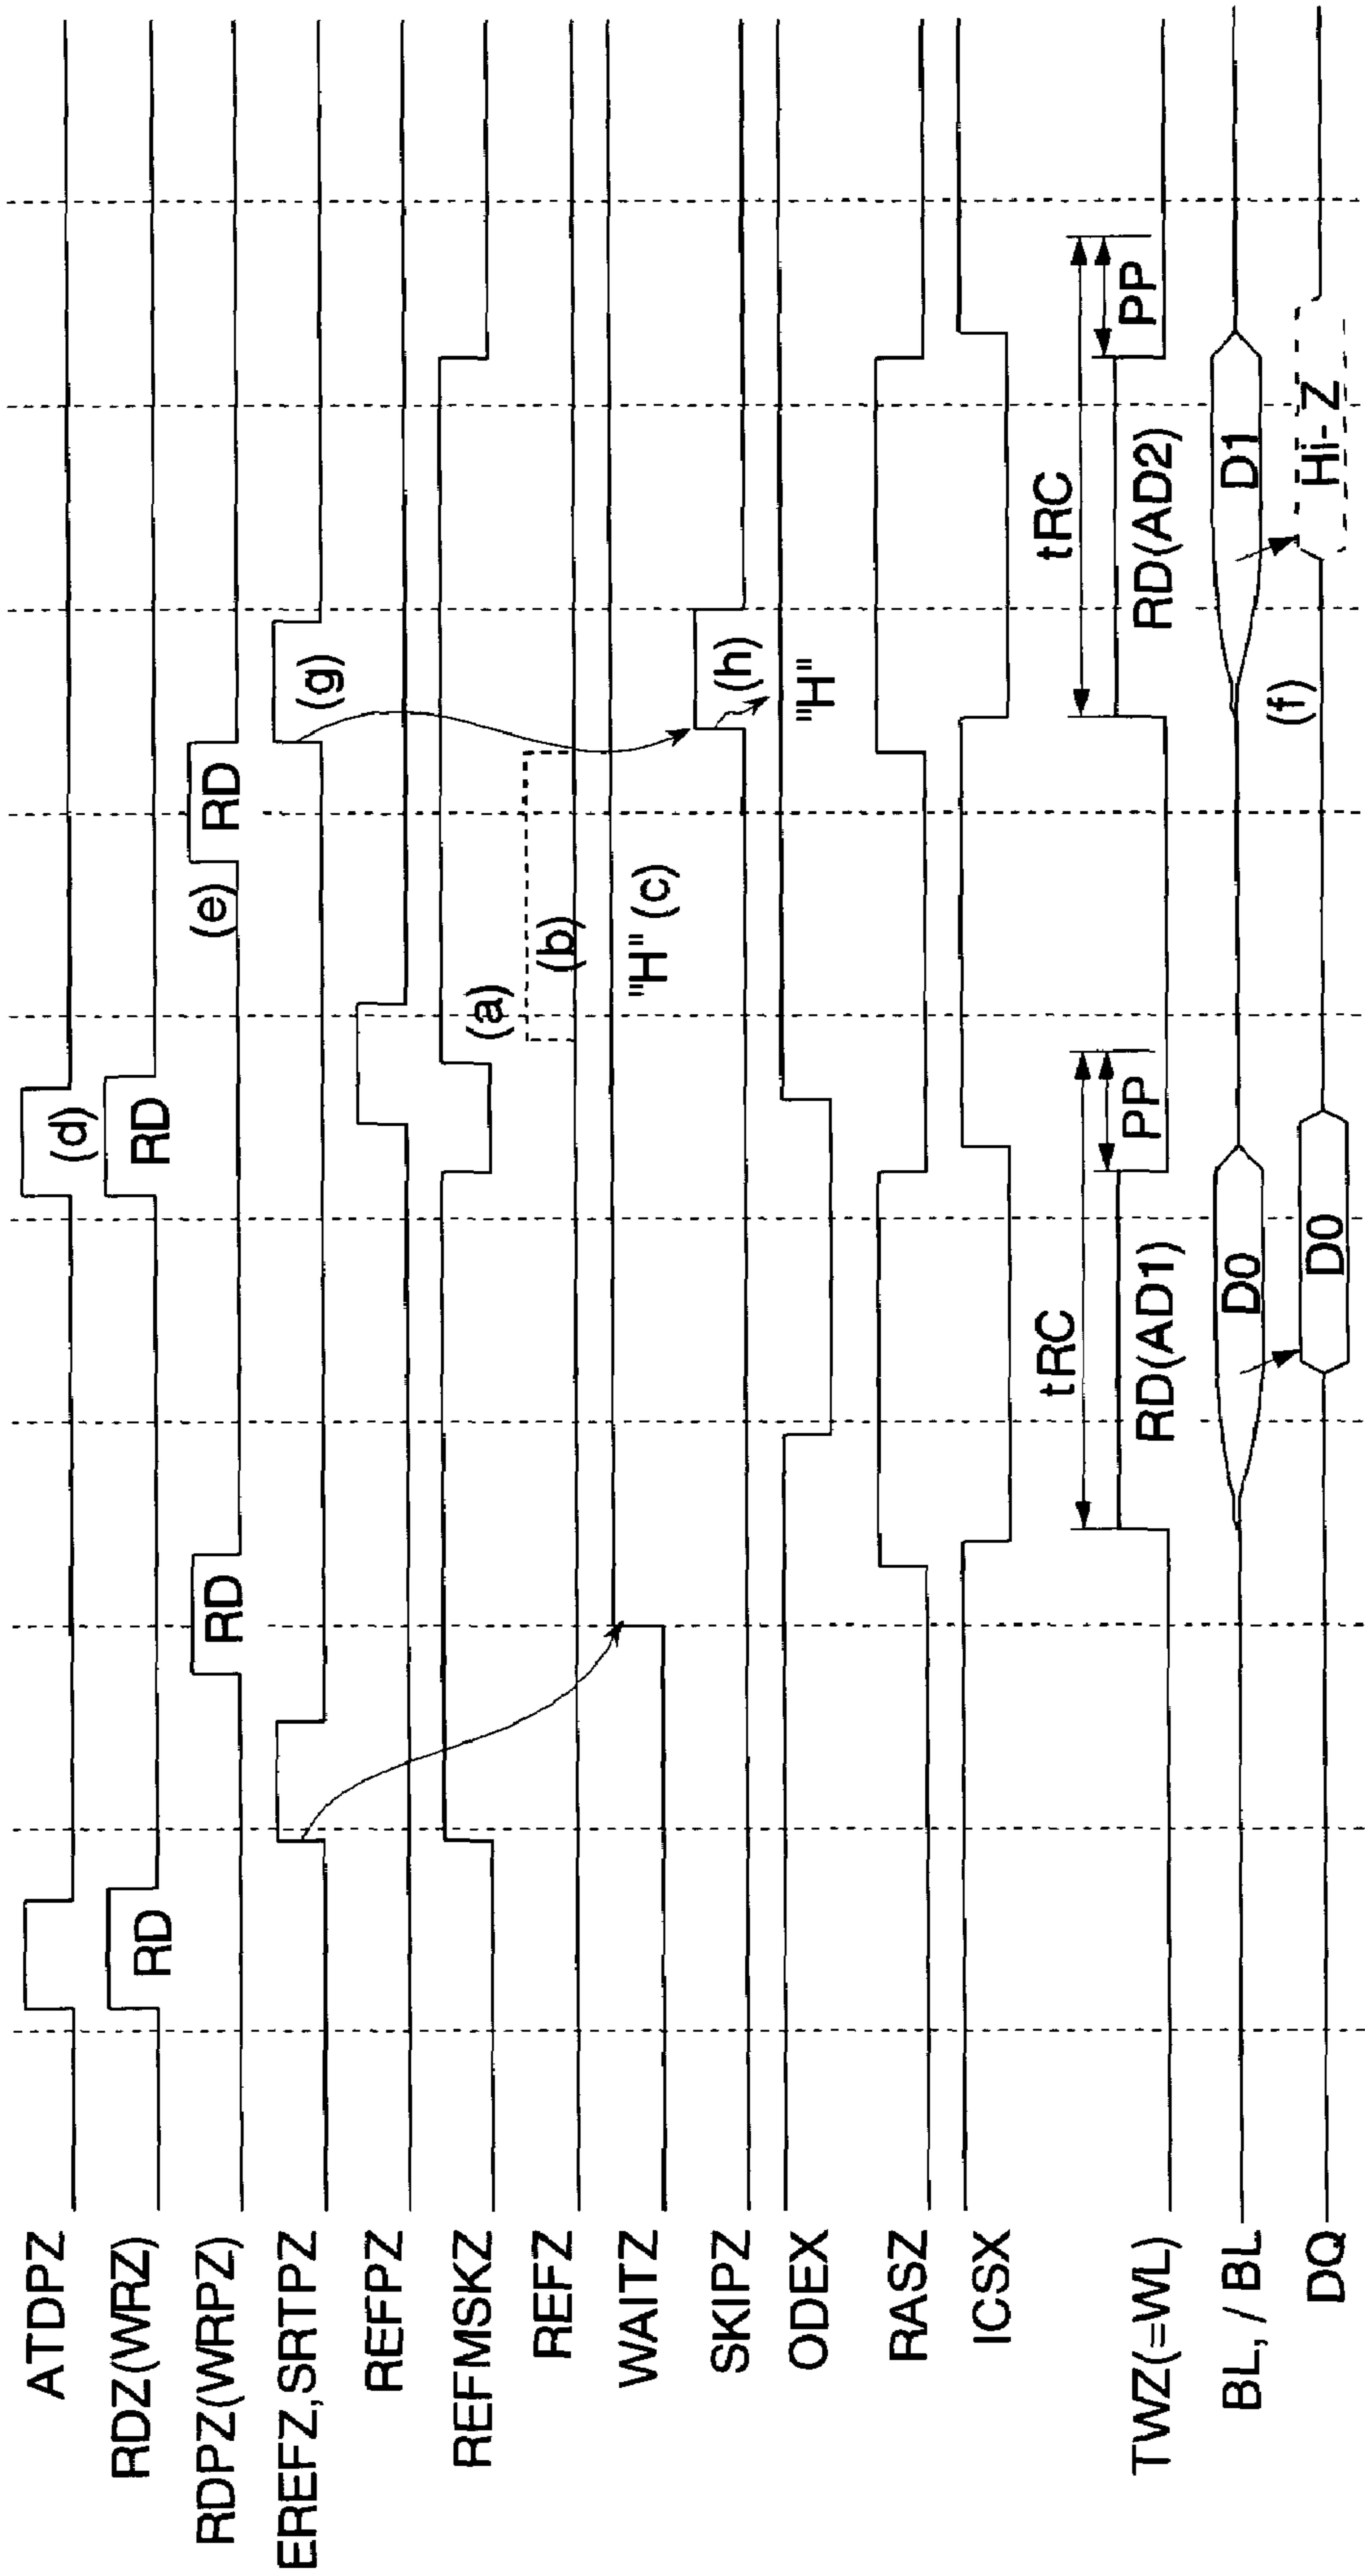 ATDPZ
(d)
RDZ(WRZ)
RD
RD
RDPZ(WRPZ)
RD
(e)
RD
EREFZ,SRTPZ
(g)
REFPZ
REFMSKZ
(a)
REFZ
(b)
WAITZ
"H" (c)
SKIPZ
(h)
ODEX
"H"
RASZ
ICSX
tRC
tRC
PP
PP
TWZ(=WL)
RD(AD1)
RD(AD2)
BL, / BL
D0
D1
(f)
DQ
D0
Hi-Z